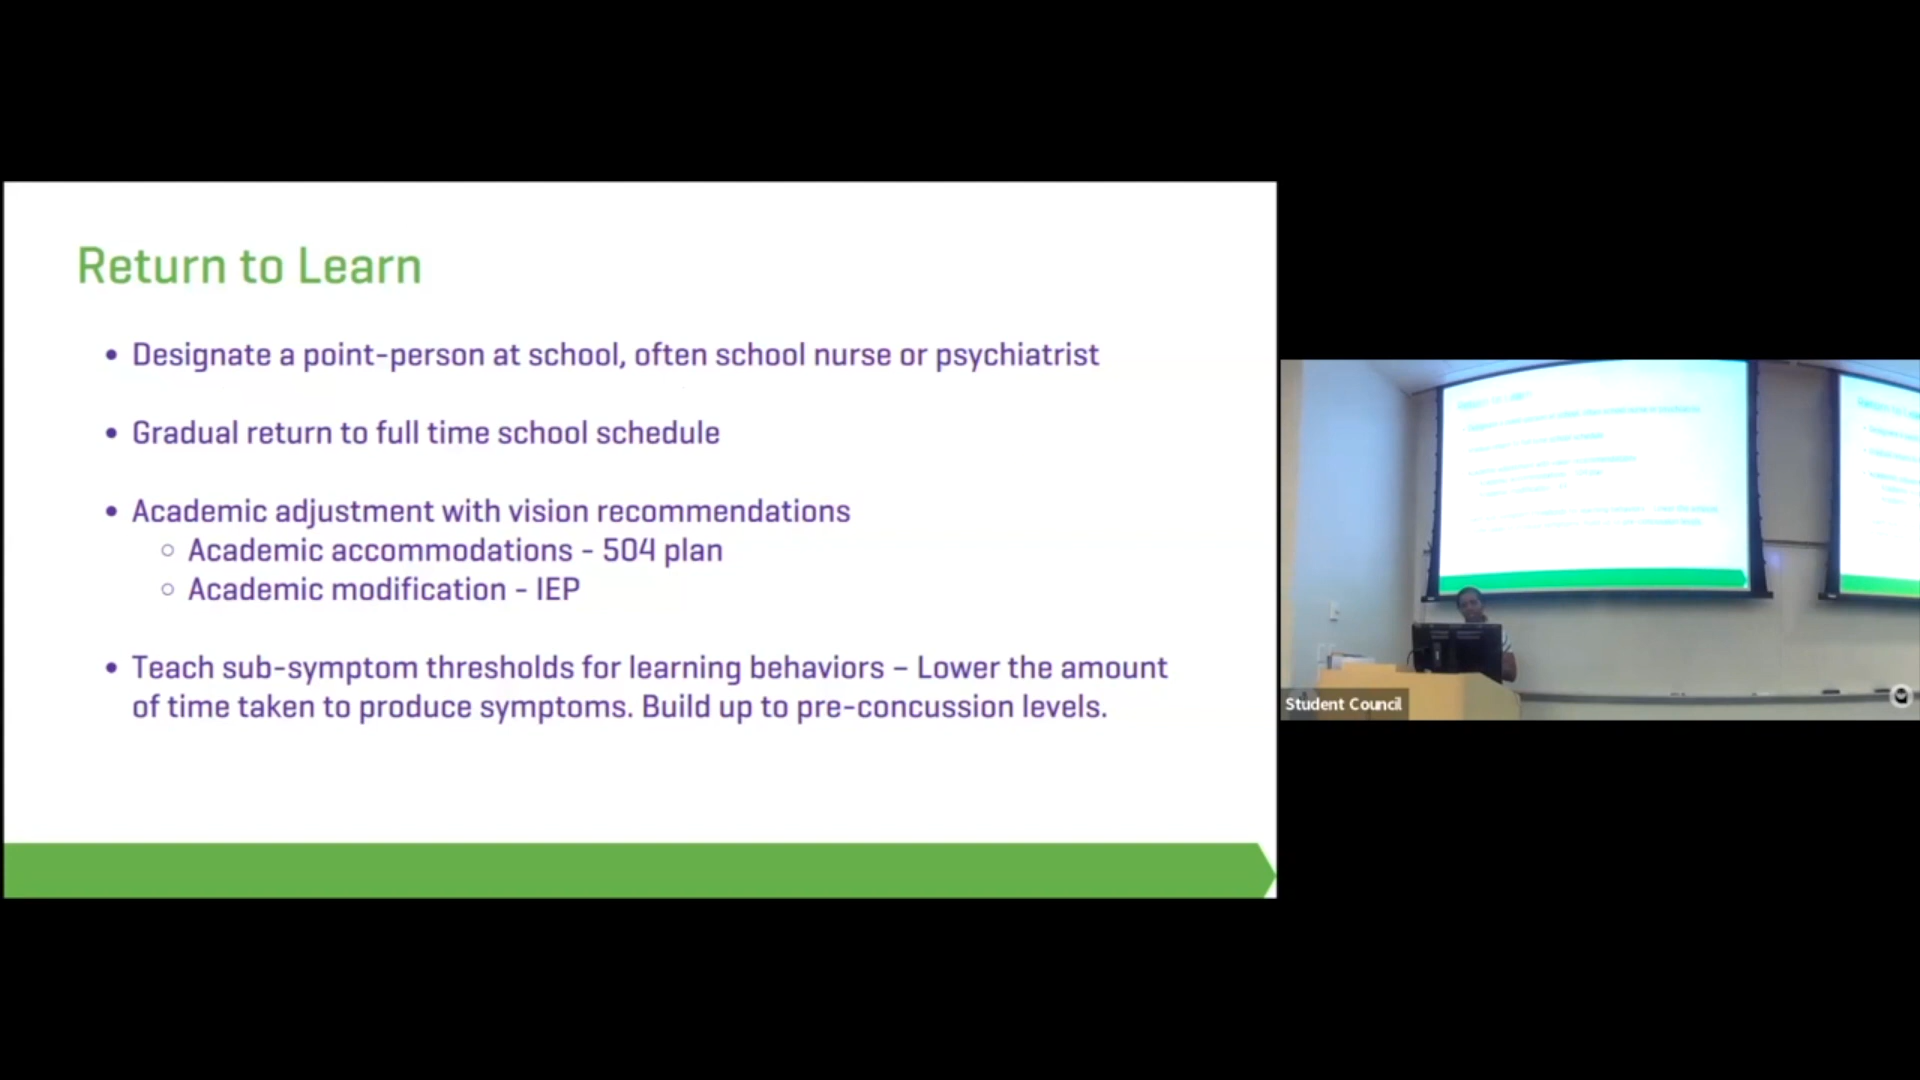 Return to Learn
• Designate a point-person at school, often school nurse or psychiatrist
• Gradual return to full time school schedule
• Academic adjustment with vision recommendations
○ Academic accommodations - 504 plan
○ Academic modification - IEP
• Teach sub-symptom thresholds for learning behaviors – Lower the amount
of time taken to produce symptoms. Build up to pre-concussion levels.
Student Council